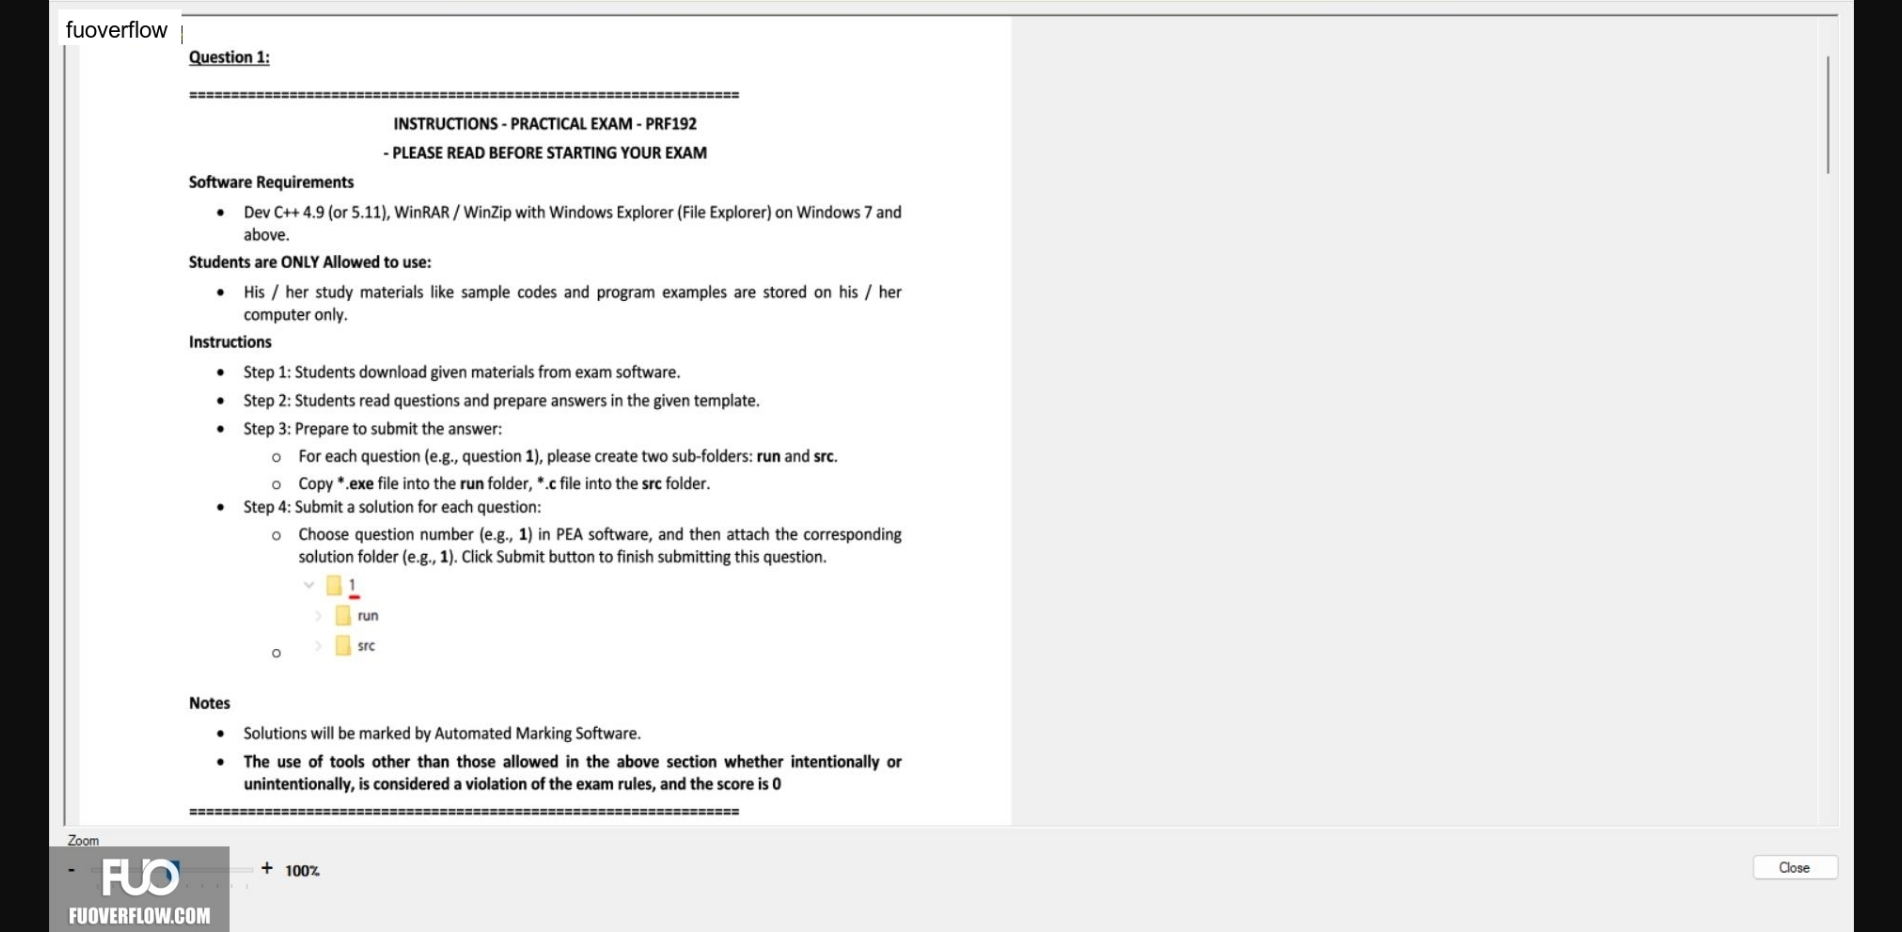 fuoverflow
Question 1:
==================================================================
INSTRUCTIONS - PRACTICAL EXAM - PRF192
- PLEASE READ BEFORE STARTING YOUR EXAM
Software Requirements
• Dev C++ 4.9 (or 5.11), WinRAR / WinZip with Windows Explorer (File Explorer) on Windows 7 and
above.
Students are ONLY Allowed to use:
• His / her study materials like sample codes and program examples are stored on his / her
computer only.
Instructions
• Step 1: Students download given materials from exam software.
• Step 2: Students read questions and prepare answers in the given template.
• Step 3: Prepare to submit the answer:
o For each question (e.g., question 1), please create two sub-folders: run and src.
o Copy *.exe file into the run folder, *.c file into the src folder.
• Step 4: Submit a solution for each question:
o Choose question number (e.g., 1) in PEA software, and then attach the corresponding
solution folder (e.g., 1). Click Submit button to finish submitting this question.
1
run
src
o
Notes
• Solutions will be marked by Automated Marking Software.
• The use of tools other than those allowed in the above section whether intentionally or
unintentionally, is considered a violation of the exam rules, and the score is 0
==================================================================
Zoom
- + 100%
Close
FUO
FUOVERFLOW.COM